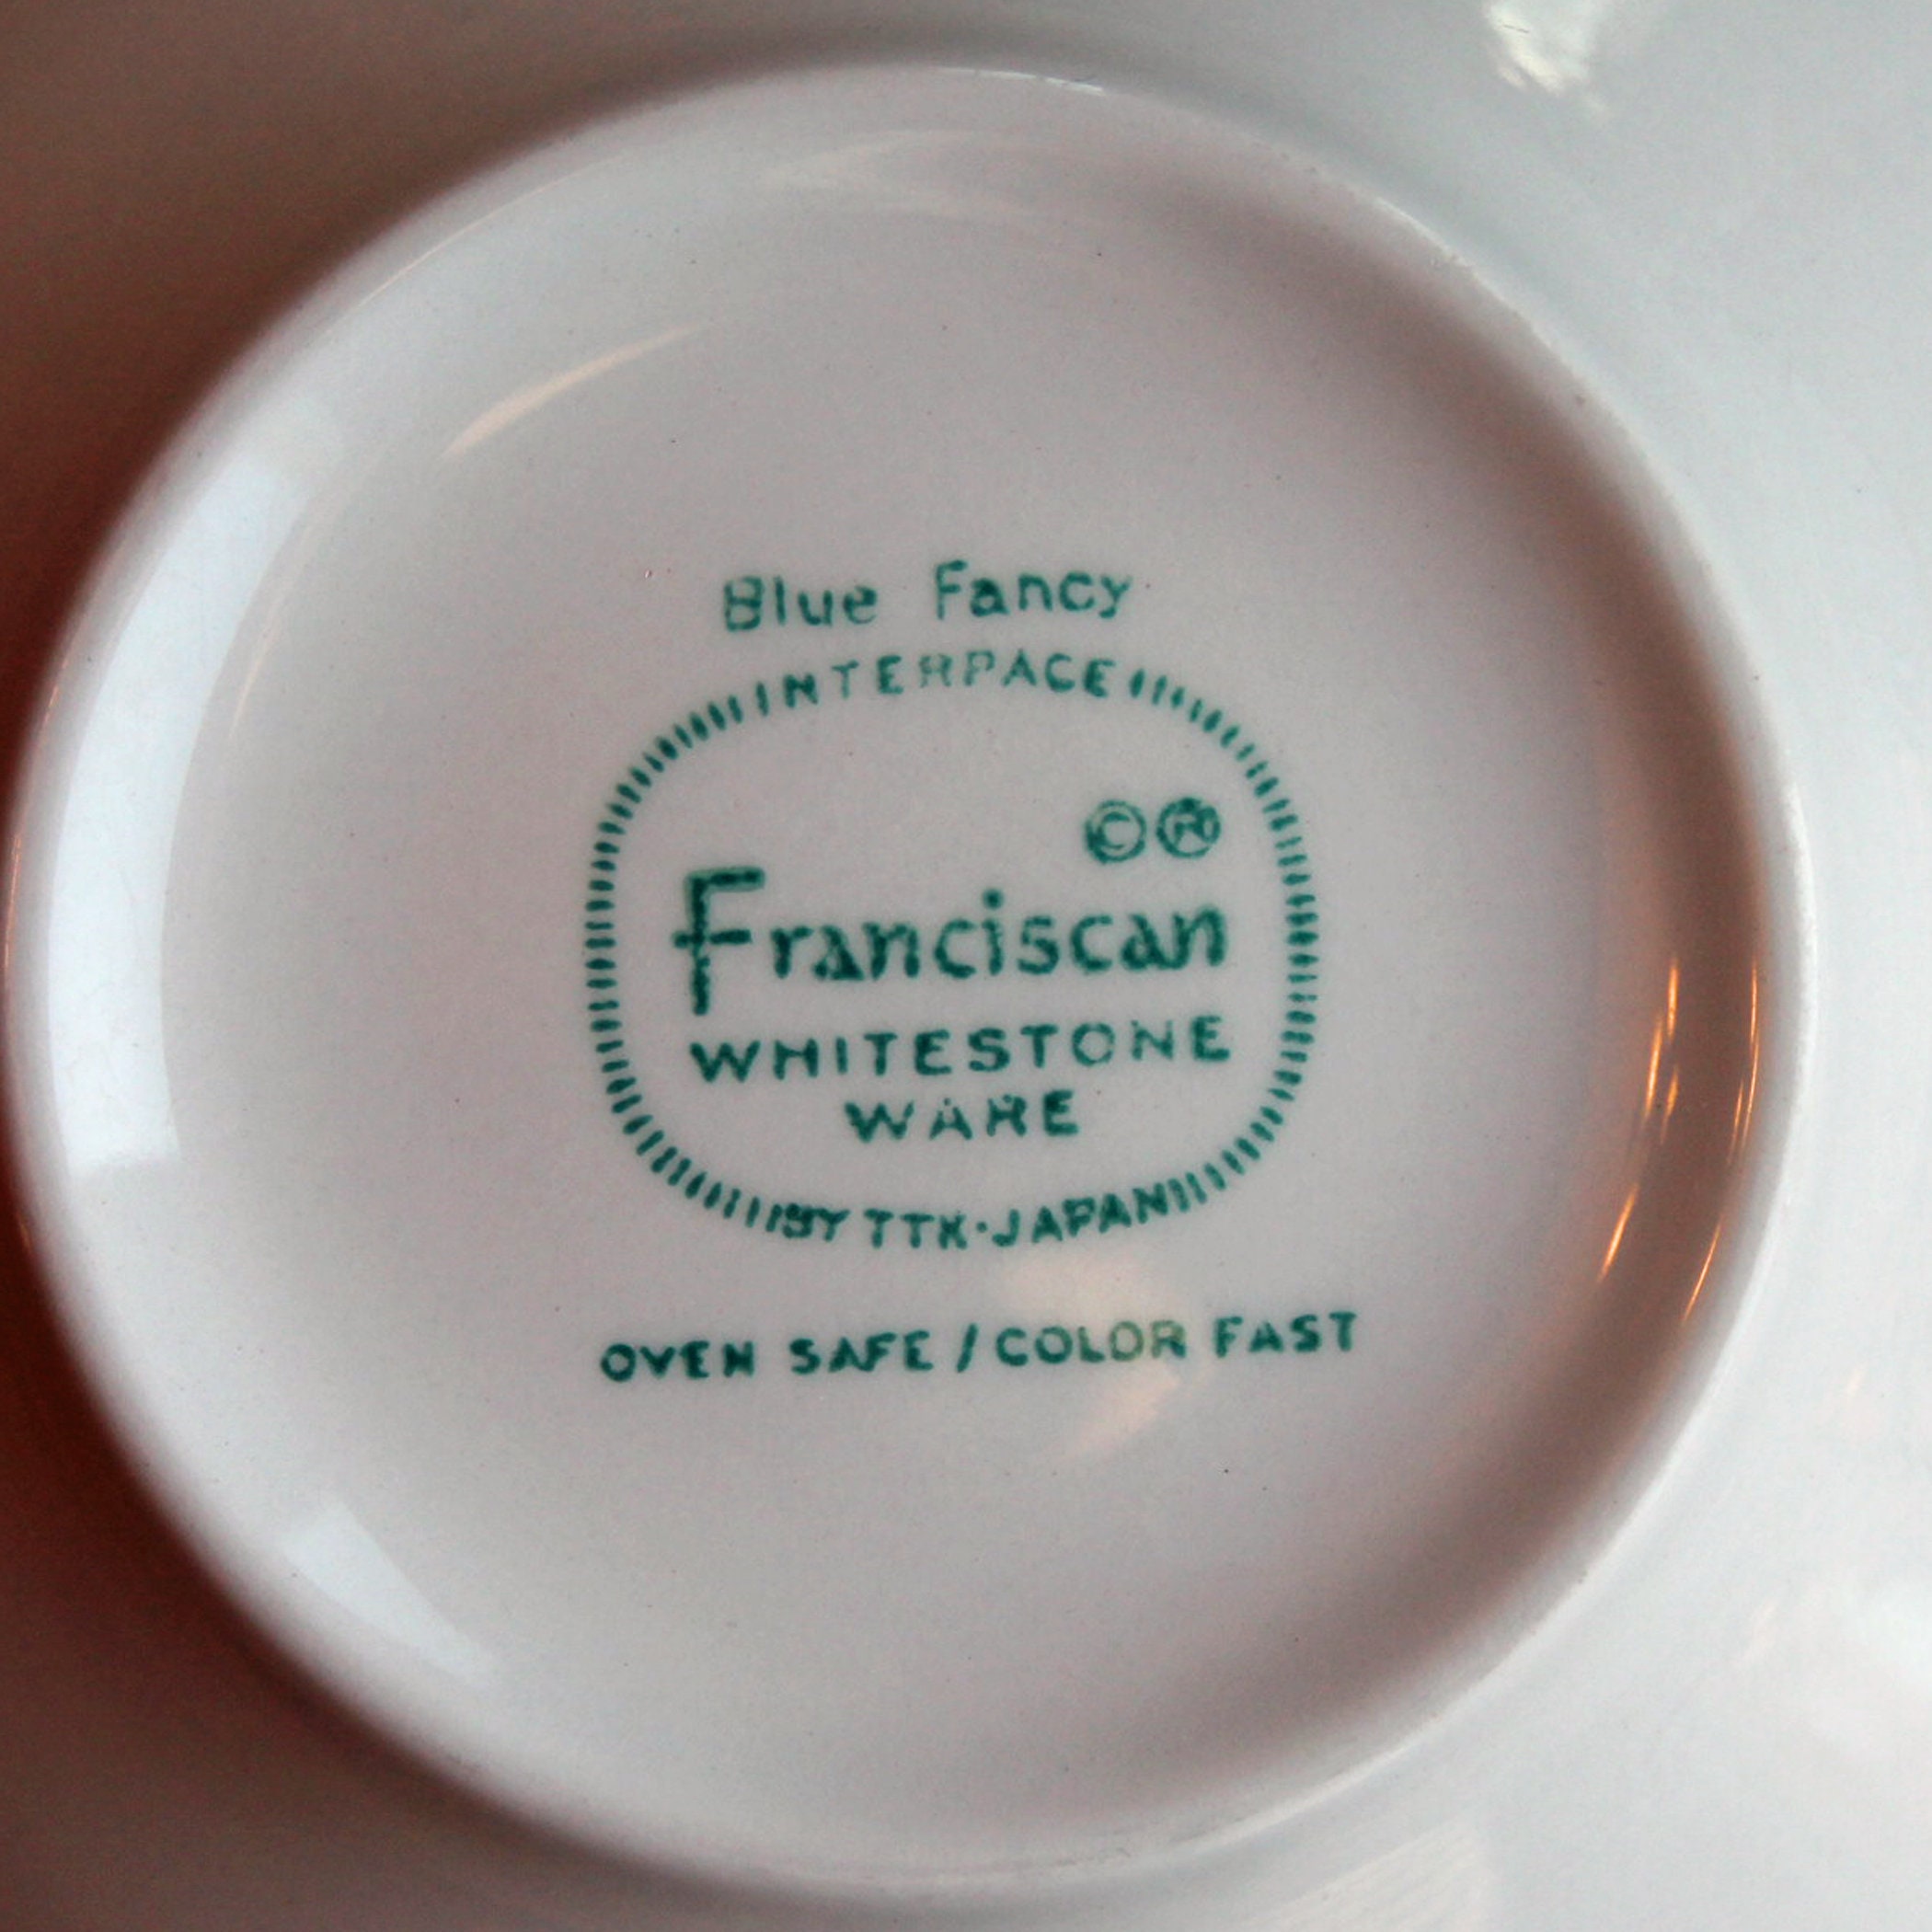 Blue Fancy
INTERPACE
©®
Franciscan
WHITESTONE
WARE
BY TTK·JAPAN
OVEN SAFE / COLOR FAST